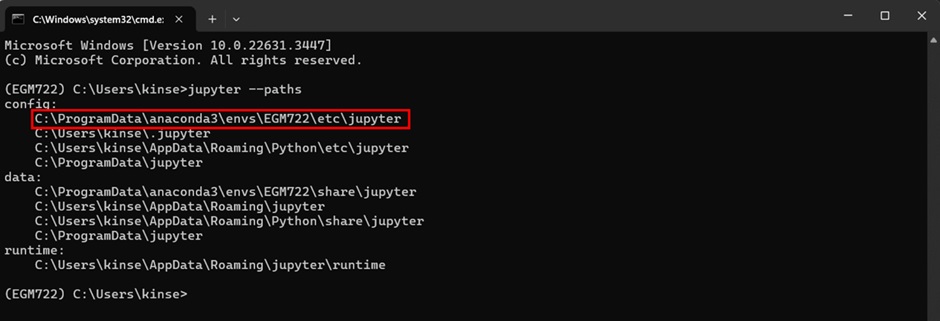 C:\Windows\system32\cmd.e:
Microsoft Windows [Version 10.0.22631.3447]
(c) Microsoft Corporation. All rights reserved.
(EGM722) C:\Users\kinse>jupyter --paths
config:
    C:\ProgramData\anaconda3\envs\EGM722\etc\jupyter
    C:\Users\kinse\.jupyter
    C:\Users\kinse\AppData\Roaming\Python\etc\jupyter
    C:\ProgramData\jupyter
data:
    C:\ProgramData\anaconda3\envs\EGM722\share\jupyter
    C:\Users\kinse\AppData\Roaming\jupyter
    C:\Users\kinse\AppData\Roaming\Python\share\jupyter
    C:\ProgramData\jupyter
runtime:
    C:\Users\kinse\AppData\Roaming\jupyter\runtime
(EGM722) C:\Users\kinse>